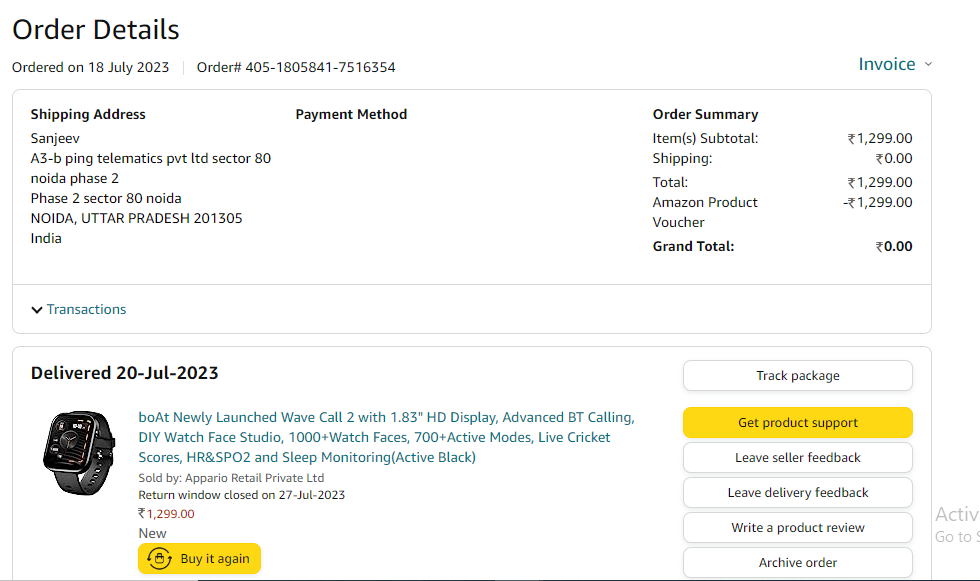 Order Details
Ordered on 18 July 2023 Order# 405-1805841-7516354
Invoice
Shipping Address
Sanjeev
A3-b ping telematics pvt ltd sector 80
noida phase 2
Phase 2 sector 80 noida
NOIDA, UTTAR PRADESH 201305
India
Payment Method
Order Summary
Item(s) Subtotal: ₹1,299.00
Shipping: ₹0.00
Total: ₹1,299.00
Amazon Product -₹1,299.00
Voucher
Grand Total: ₹0.00
Transactions
Delivered 20-Jul-2023
boAt Newly Launched Wave Call 2 with 1.83" HD Display, Advanced BT Calling,
DIY Watch Face Studio, 1000+Watch Faces, 700+Active Modes, Live Cricket
Scores, HR&SPO2 and Sleep Monitoring(Active Black)
Sold by: Appario Retail Private Ltd
Return window closed on 27-Jul-2023
₹1,299.00
New
Buy it again
Track package
Get product support
Leave seller feedback
Leave delivery feedback
Write a product review
Archive order
Activ
Go to S